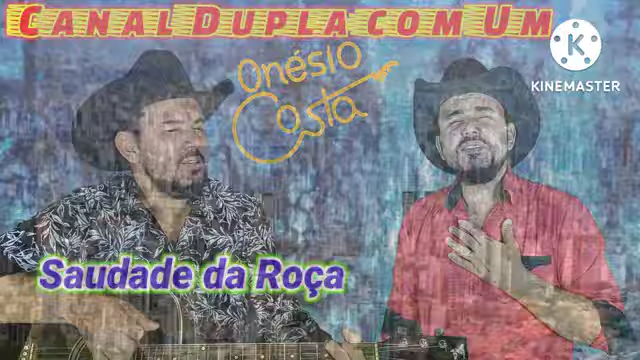 Canal Dupla com Um
KINEMASTER
Onésio
Costa
Saudade da Roça